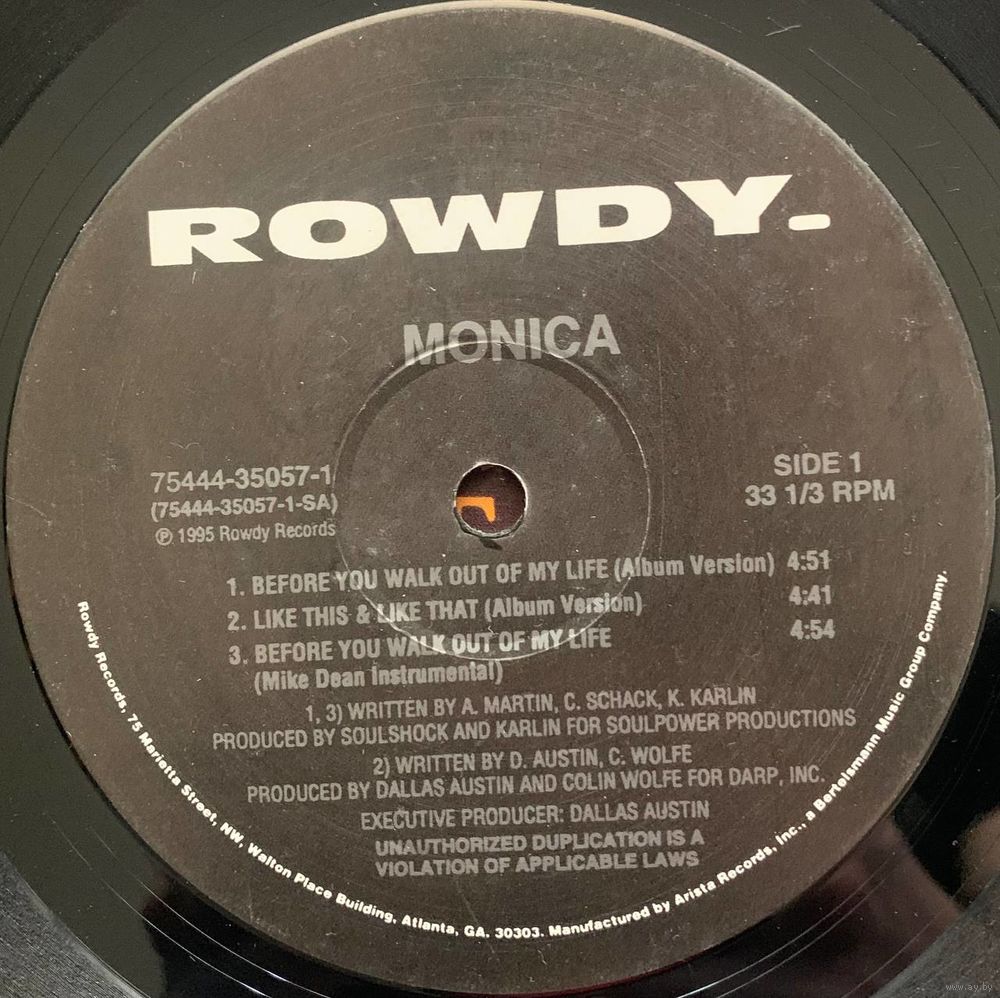 ROWDY.
MONICA
75444-35057-1
(75444-35057-1-SA)
℗ 1995 Rowdy Records
SIDE 1
33 1/3 RPM
1. BEFORE YOU WALK OUT OF MY LIFE (Album Version) 4:51
2. LIKE THIS & LIKE THAT (Album Version) 4:41
3. BEFORE YOU WALK OUT OF MY LIFE 4:54
(Mike Dean Instrumental)
1, 3) WRITTEN BY A. MARTIN, C. SCHACK, K. KARLIN
PRODUCED BY SOULSHOCK AND KARLIN FOR SOULPOWER PRODUCTIONS
2) WRITTEN BY D. AUSTIN, C. WOLFE
PRODUCED BY DALLAS AUSTIN AND COLIN WOLFE FOR DARP, INC.
EXECUTIVE PRODUCER: DALLAS AUSTIN
UNAUTHORIZED DUPLICATION IS A
VIOLATION OF APPLICABLE LAWS
Rowdy Records, 75 Marietta Street, NW, Walton Place Building, Atlanta, GA. 30303. Manufactured by Arista Records, Inc., a Bertelsmann Music Group Company.
www.ay.by